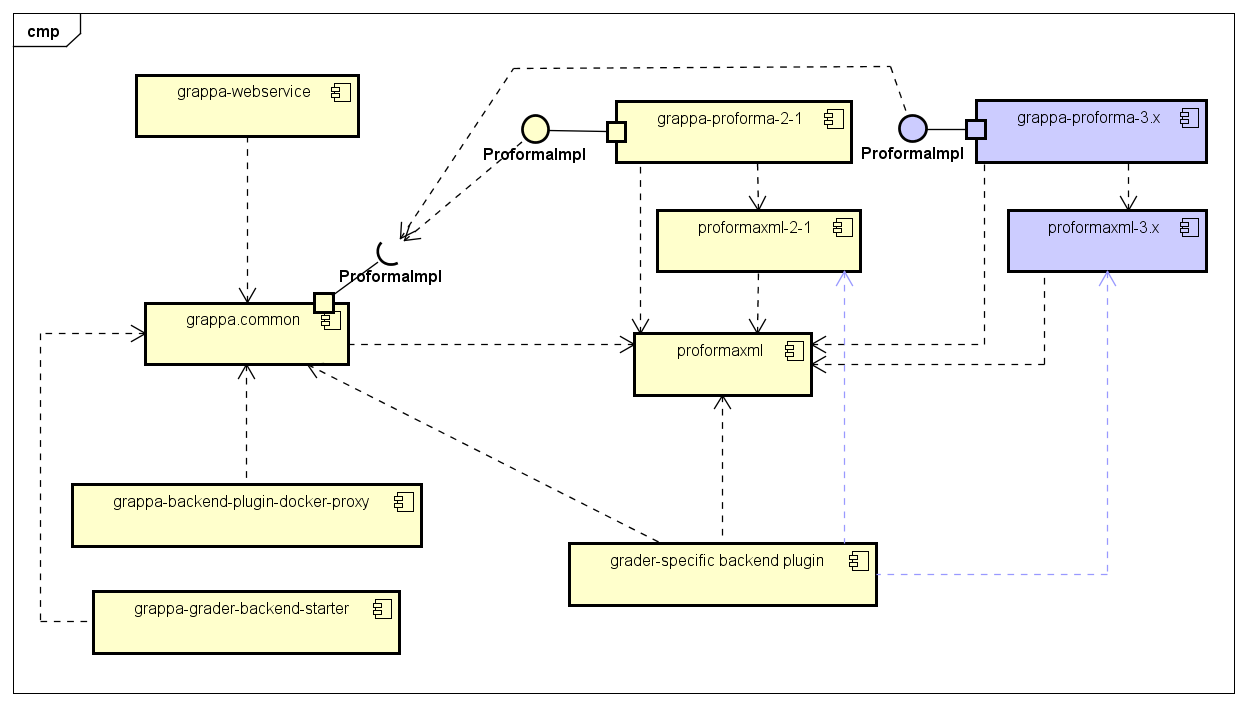 cmp
grappa-webservice
grappa-proforma-2-1
grappa-proforma-3.x
ProformaImpl
ProformaImpl
proformaxml-2-1
proformaxml-3.x
ProformaImpl
grappa.common
proformaxml
grappa-backend-plugin-docker-proxy
grader-specific backend plugin
grappa-grader-backend-starter